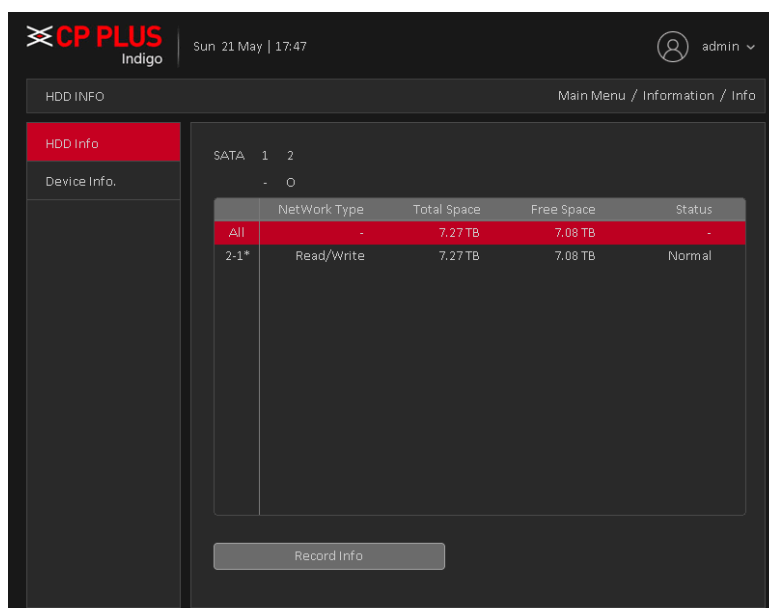 CP PLUS
Indigo
Sun 21 May | 17:47
admin
HDD INFO
Main Menu / Information / Info
HDD Info
Device Info.
SATA 1 2
- O
NetWork Type Total Space Free Space Status
All - 7.27 TB 7.08 TB -
2-1* Read/Write 7.27 TB 7.08 TB Normal
Record Info